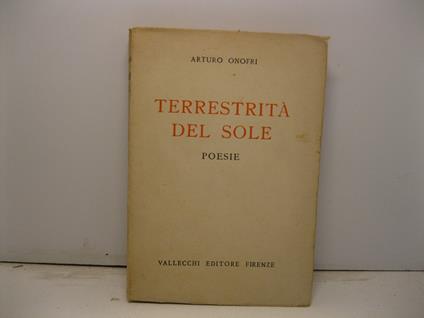 ARTURO ONOFRI
TERRESTRITÀ
DEL SOLE
POESIE
VALLECCHI EDITORE FIRENZE